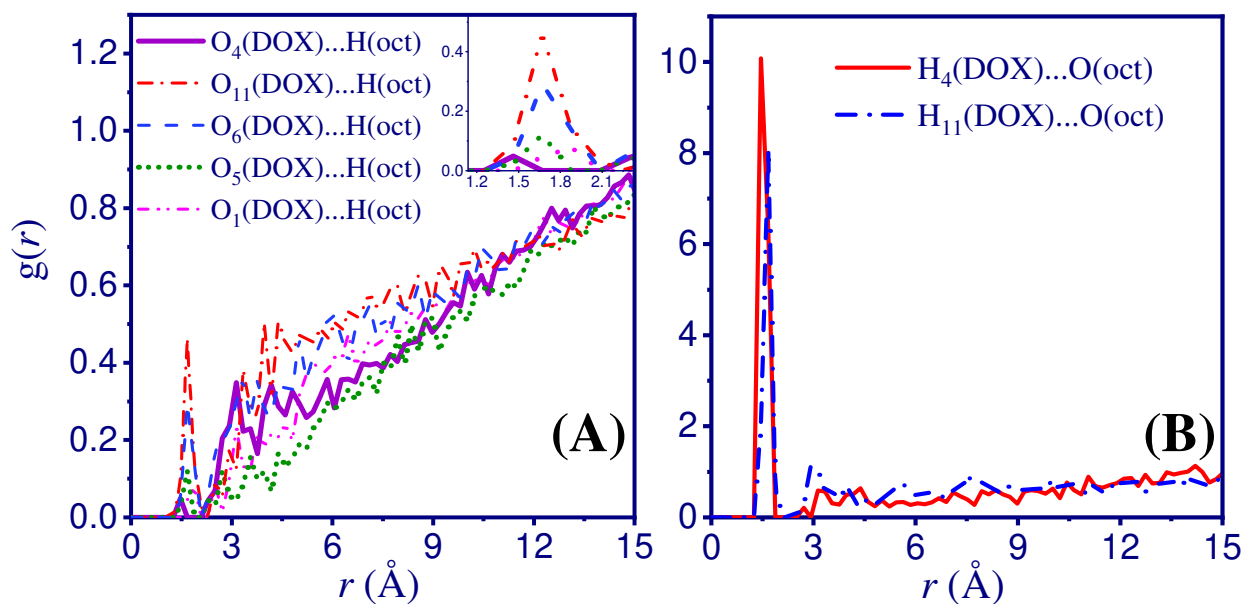 1.2
1.0
0.8
0.6
0.4
0.2
0.0
g(r)
O₄(DOX)...H(oct)
O₁₁(DOX)...H(oct)
O₆(DOX)...H(oct)
O₅(DOX)...H(oct)
O₁(DOX)...H(oct)
0.4
0.2
0.0
1.2 1.5 1.8 2.1
(A)
0 3 6 9 12 15
r (Å)
10
8
6
4
2
0
H₄(DOX)...O(oct)
H₁₁(DOX)...O(oct)
(B)
0 3 6 9 12 15
r (Å)